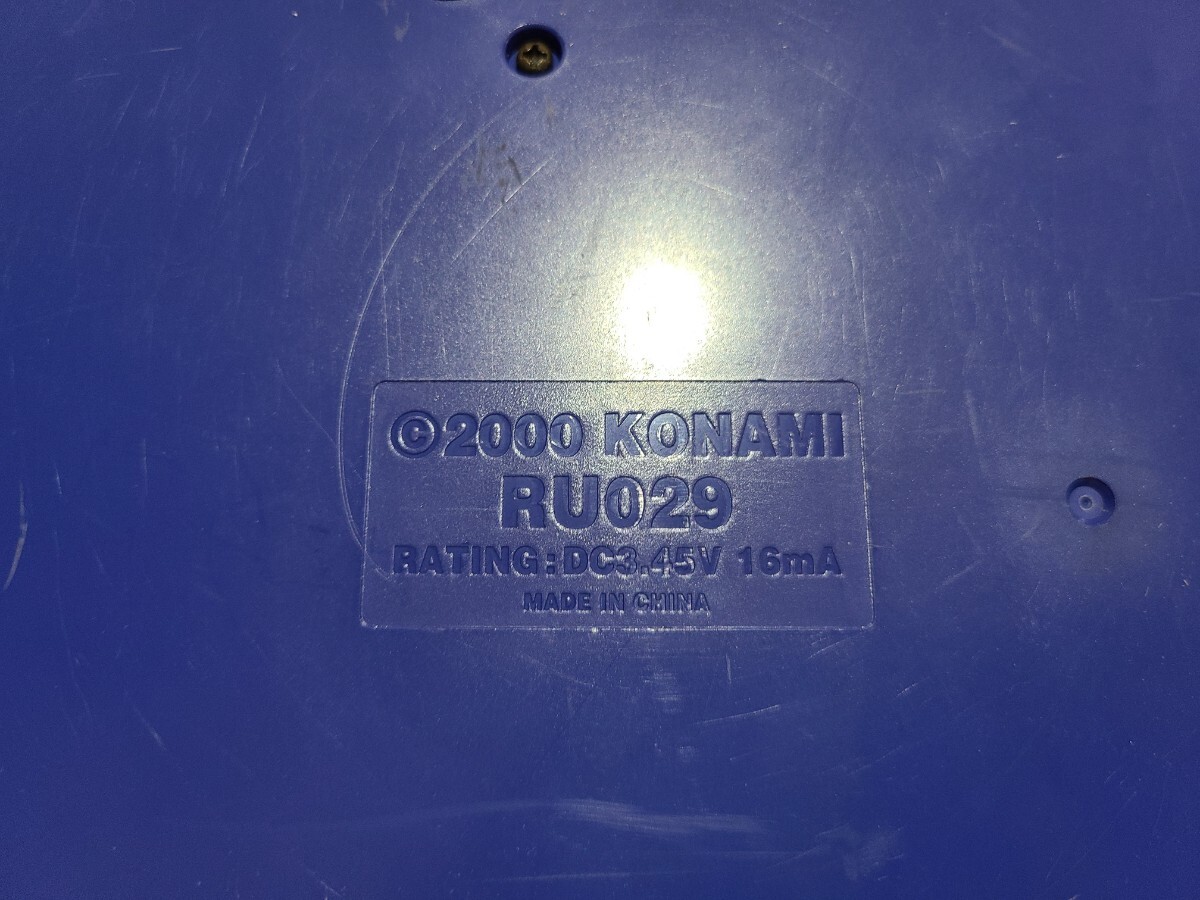 ©2000 KONAMI
RU029
RATING:DC3.45V 16mA
MADE IN CHINA